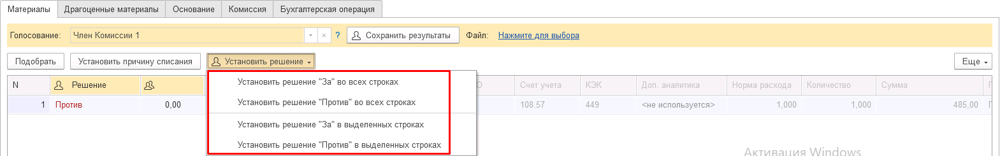 Материалы Драгоценные материалы Основание Комиссия Бухгалтерская операция
Голосование: Член Комиссии 1 ? Сохранить результаты Файл: Нажмите для выбора
Подобрать Установить причину списания Установить решение Еще
N Решение О Счет учета КЭК Доп. аналитика Норма расхода Количество Сумма
1 Против 0,00 108.57 449 <не используется> 1,000 1,000 485,00
Установить решение "За" во всех строках
Установить решение "Против" во всех строках
Установить решение "За" в выделенных строках
Установить решение "Против" в выделенных строках
Активация Windows